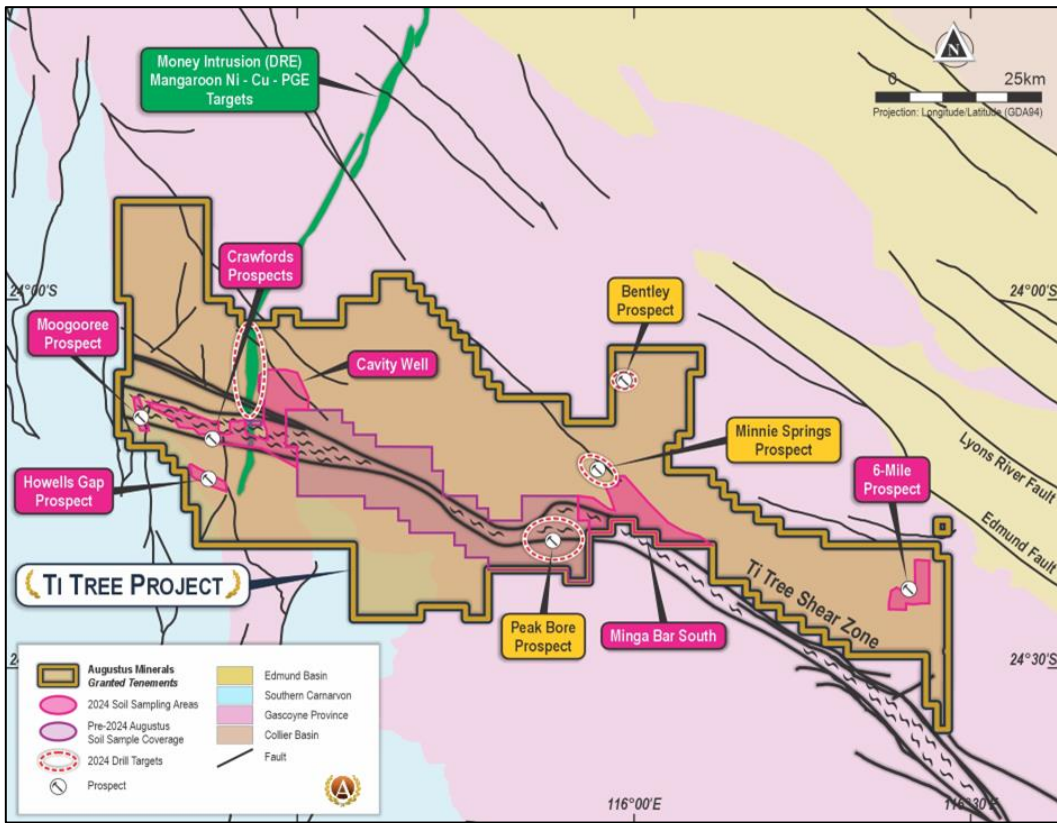 Money Intrusion (DRE)
Mangaroon Ni - Cu - PGE
Targets
N
0 25km
Projection: Longitude/Latitude (GDA94)
Crawfords
Prospects
24°00'S
24°00'S
Bentley
Prospect
Moogooree
Prospect
Cavity Well
Minnie Springs
Prospect
Lyons River Fault
6-Mile
Prospect
Howells Gap
Prospect
Edmund Fault
TI TREE PROJECT
Ti Tree Shear Zone
Peak Bore
Prospect
Minga Bar South
24°30'S
Augustus Minerals
Granted Tenements
2024 Soil Sampling Areas
Pre-2024 Augustus
Soil Sample Coverage
2024 Drill Targets
Prospect
Edmund Basin
Southern Carnarvon
Gascoyne Province
Collier Basin
Fault
A
116°00'E
116°30'E